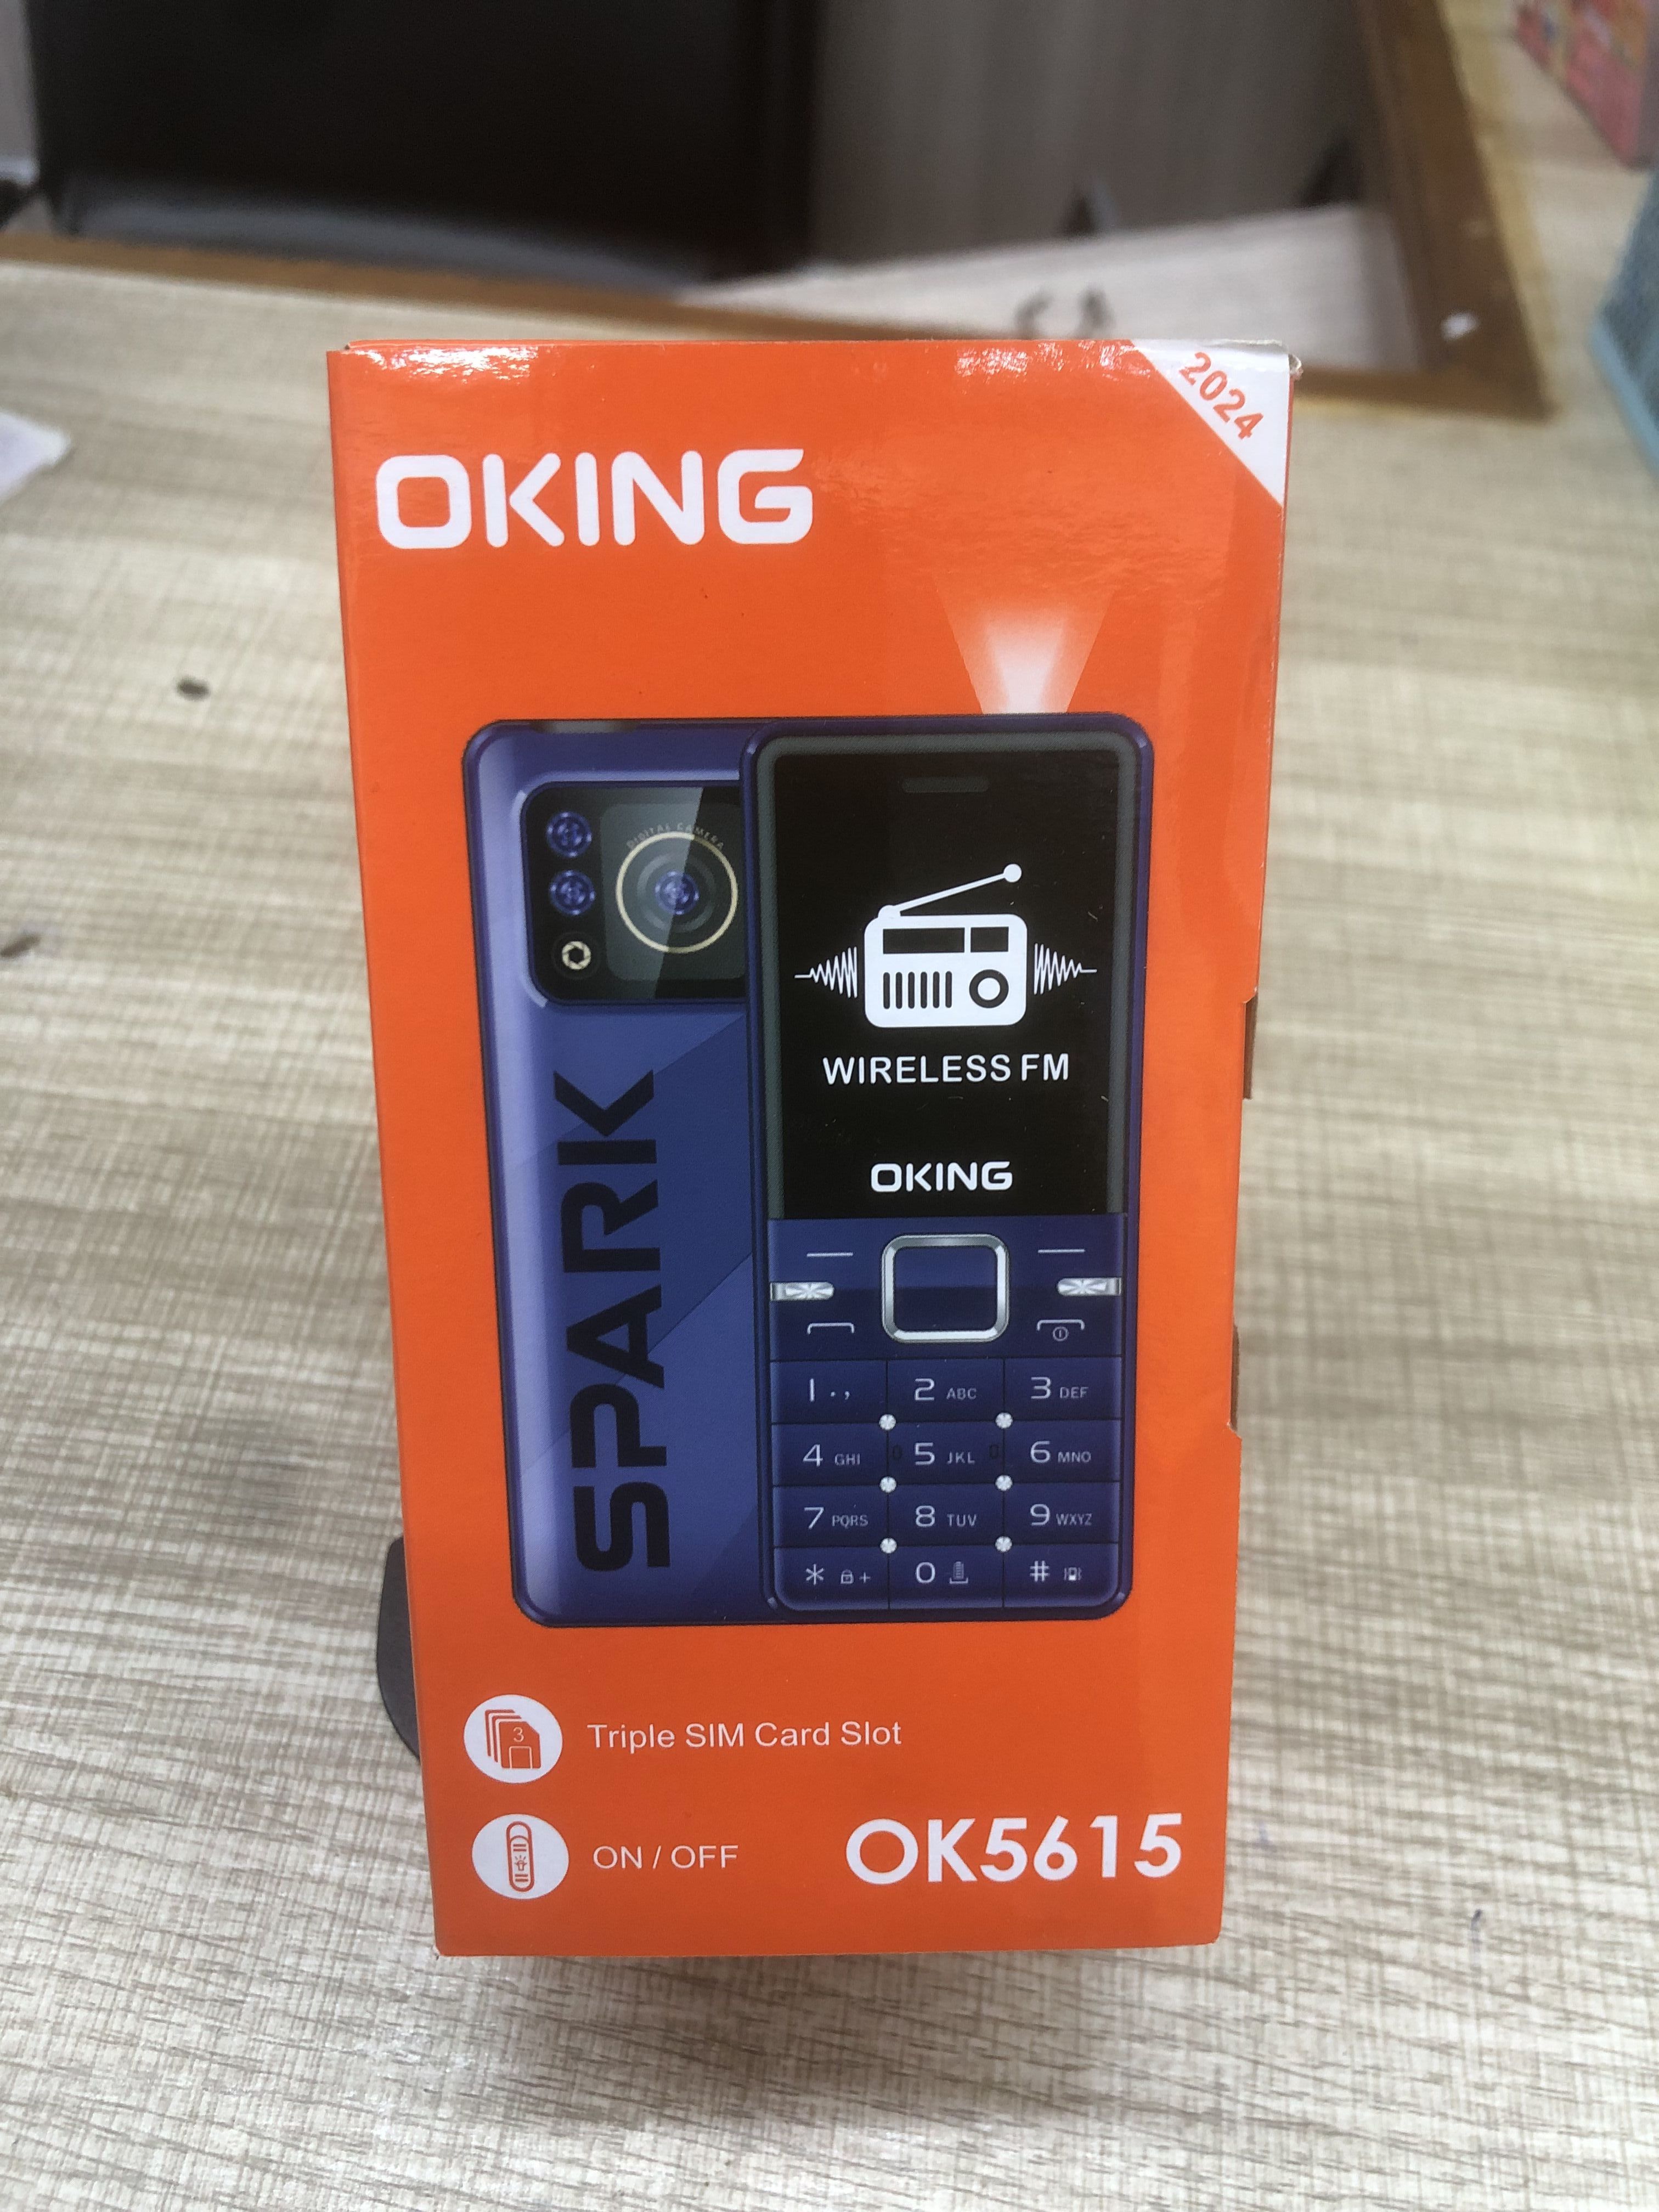 2024
OKING
DIGITAL CAMERA
WIRELESS FM
OKING
SPARK
1 . ,
2 ABC
3 DEF
4 GHI
5 JKL
6 MNO
7 PQRS
8 TUV
9 WXYZ
* +
0
#
3
Triple SIM Card Slot
ON / OFF
OK5615